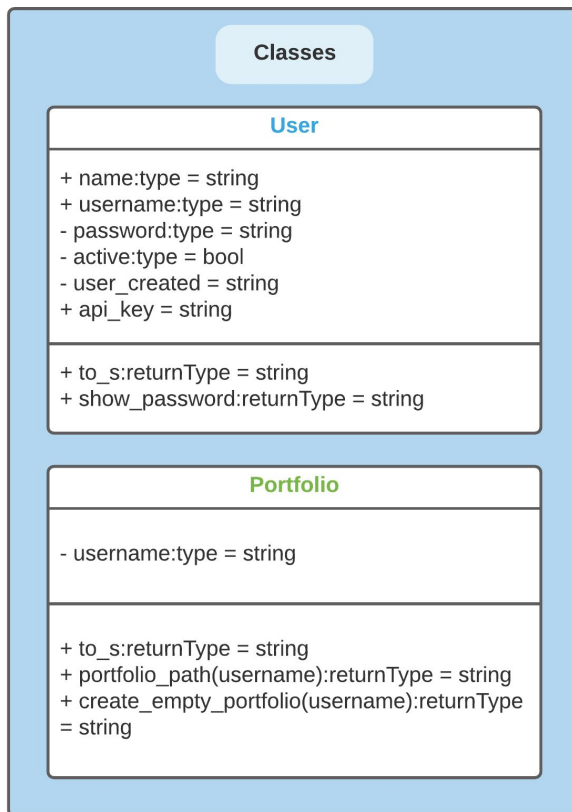 Classes
User
+ name:type = string
+ username:type = string
- password:type = string
- active:type = bool
- user_created = string
+ api_key = string
+ to_s:returnType = string
+ show_password:returnType = string
Portfolio
- username:type = string
+ to_s:returnType = string
+ portfolio_path(username):returnType = string
+ create_empty_portfolio(username):returnType
= string